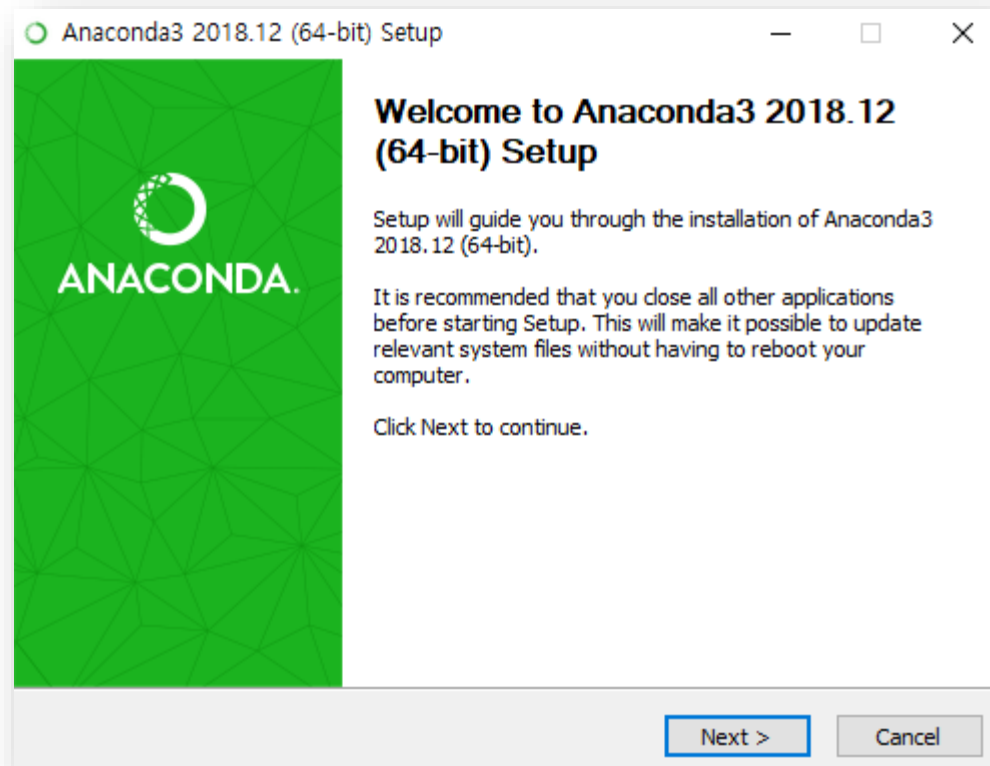 Anaconda3 2018.12 (64-bit) Setup
ANACONDA.
Welcome to Anaconda3 2018.12
(64-bit) Setup
Setup will guide you through the installation of Anaconda3
2018.12 (64-bit).
It is recommended that you close all other applications
before starting Setup. This will make it possible to update
relevant system files without having to reboot your
computer.
Click Next to continue.
Next >
Cancel